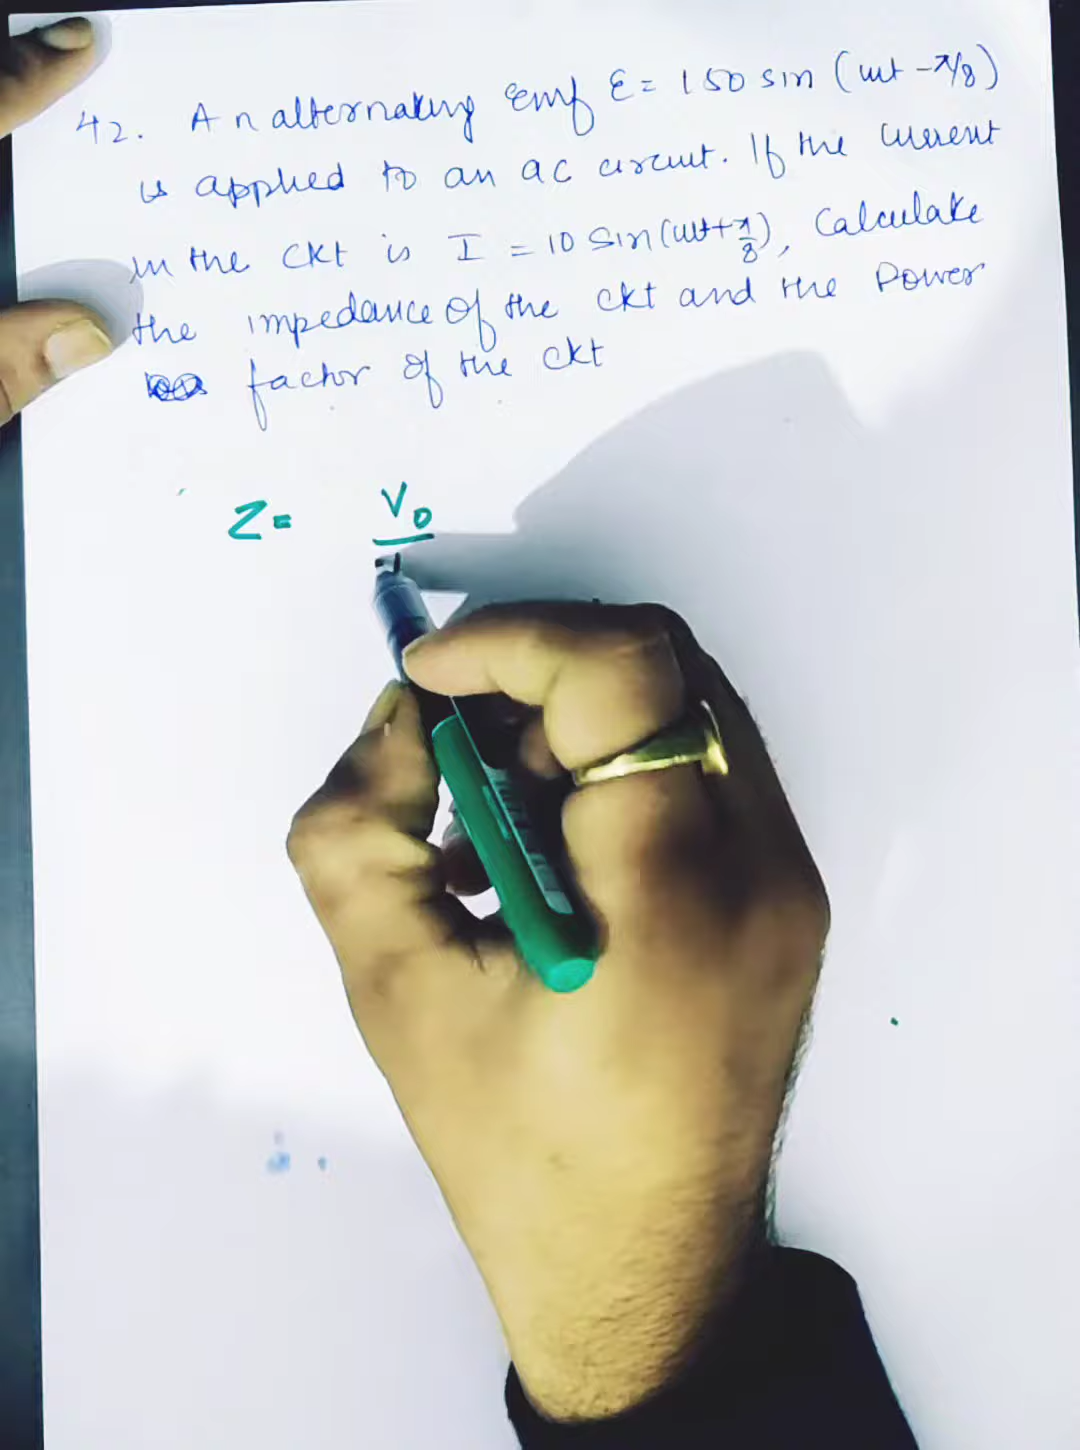 42. An alternating emf Ɛ = 150 sin (ωt - π/8)
is applied to an ac circuit. If the current
in the ckt is I = 10 sin(ωt + π/8), Calculate
the impedance of the ckt and the Power
factor of the ckt
Z = V₀